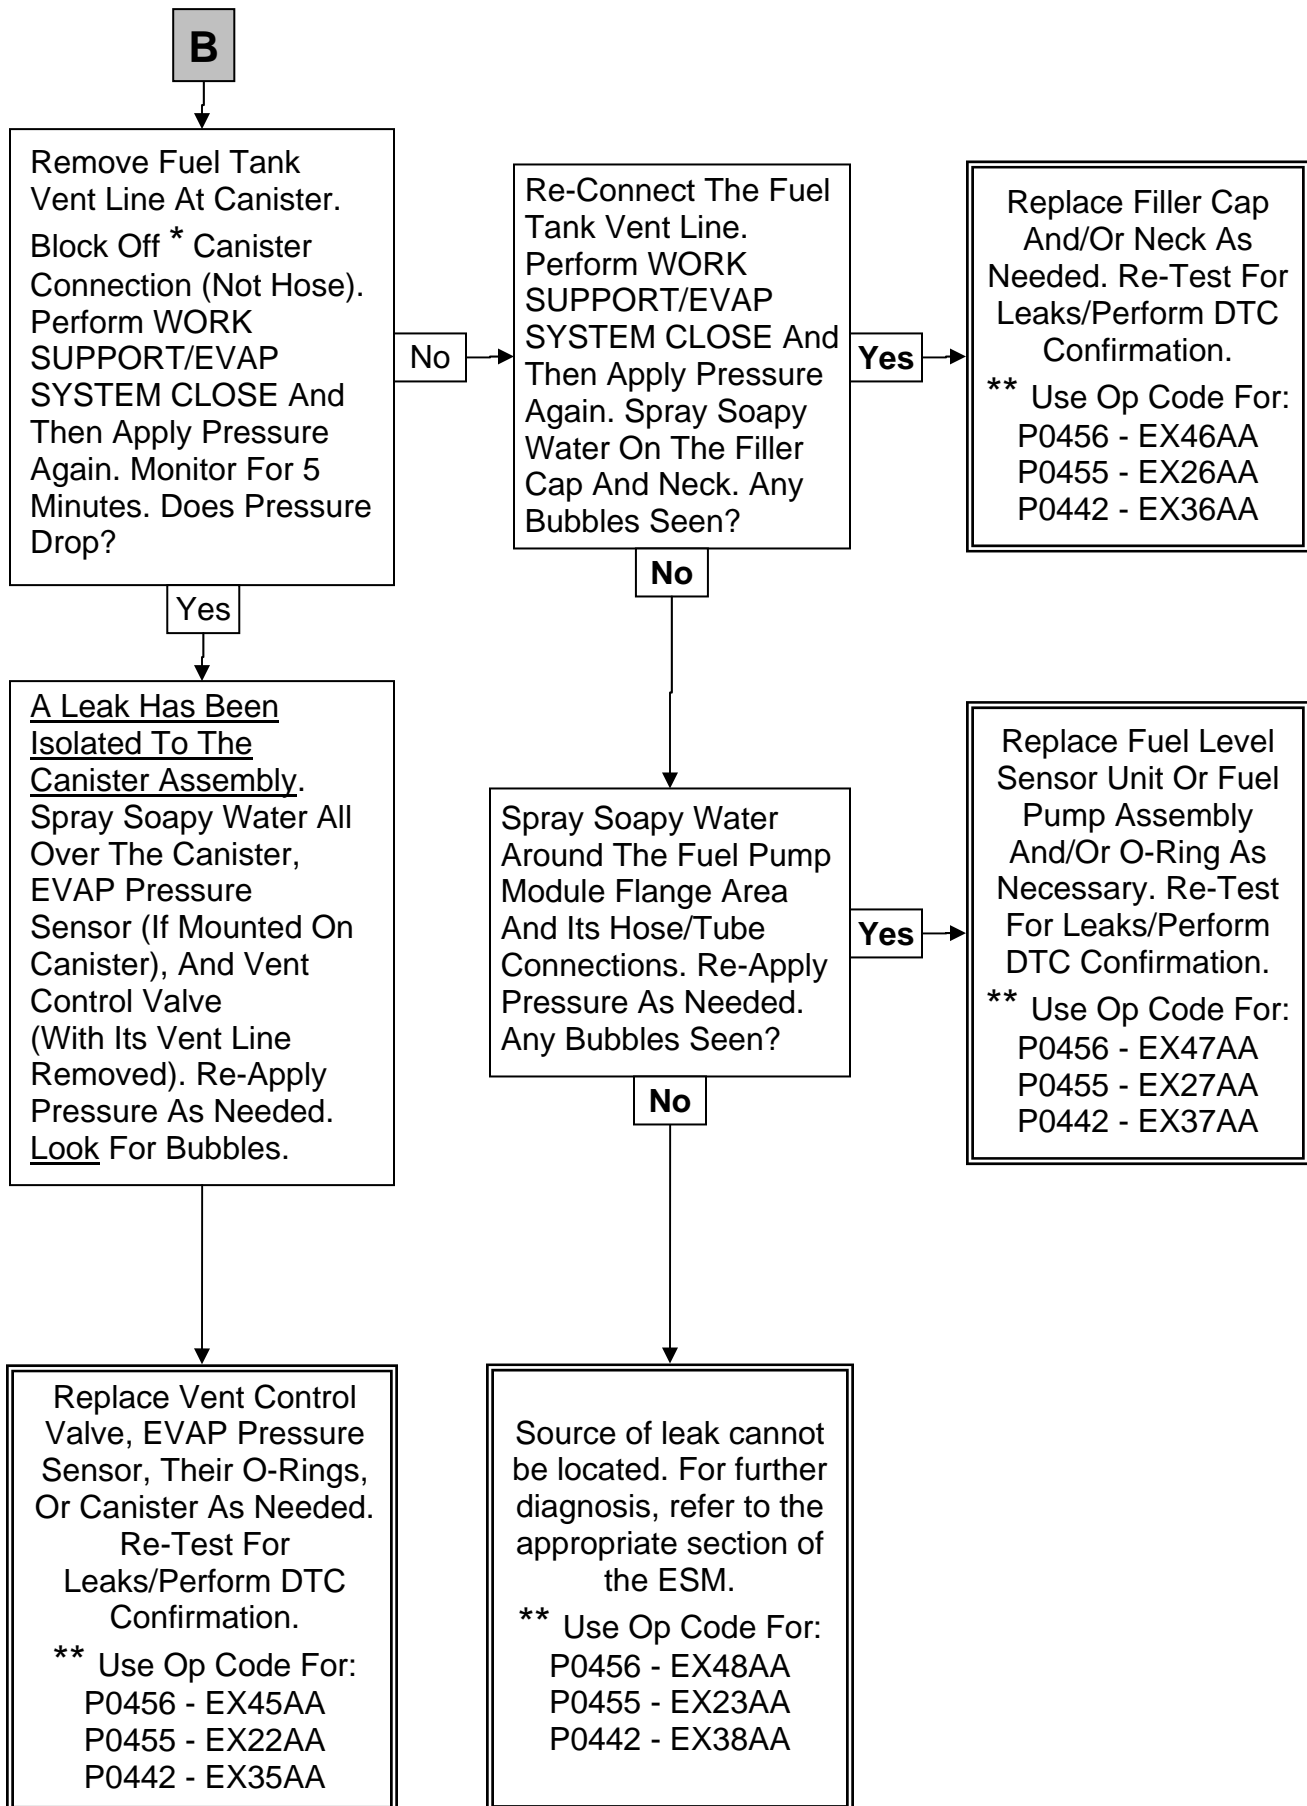 B
Remove Fuel Tank
Vent Line At Canister.
Block Off * Canister
Connection (Not Hose).
Perform WORK
SUPPORT/EVAP
SYSTEM CLOSE And
Then Apply Pressure
Again. Monitor For 5
Minutes. Does Pressure
Drop?
No
Yes
Re-Connect The Fuel
Tank Vent Line.
Perform WORK
SUPPORT/EVAP
SYSTEM CLOSE And
Then Apply Pressure
Again. Spray Soapy
Water On The Filler
Cap And Neck. Any
Bubbles Seen?
Yes
No
Replace Filler Cap
And/Or Neck As
Needed. Re-Test For
Leaks/Perform DTC
Confirmation.
** Use Op Code For:
P0456 - EX46AA
P0455 - EX26AA
P0442 - EX36AA
A Leak Has Been
Isolated To The
Canister Assembly.
Spray Soapy Water All
Over The Canister,
EVAP Pressure
Sensor (If Mounted On
Canister), And Vent
Control Valve
(With Its Vent Line
Removed). Re-Apply
Pressure As Needed.
Look For Bubbles.
Spray Soapy Water
Around The Fuel Pump
Module Flange Area
And Its Hose/Tube
Connections. Re-Apply
Pressure As Needed.
Any Bubbles Seen?
Yes
No
Replace Fuel Level
Sensor Unit Or Fuel
Pump Assembly
And/Or O-Ring As
Necessary. Re-Test
For Leaks/Perform
DTC Confirmation.
** Use Op Code For:
P0456 - EX47AA
P0455 - EX27AA
P0442 - EX37AA
Replace Vent Control
Valve, EVAP Pressure
Sensor, Their O-Rings,
Or Canister As Needed.
Re-Test For
Leaks/Perform DTC
Confirmation.
** Use Op Code For:
P0456 - EX45AA
P0455 - EX22AA
P0442 - EX35AA
Source of leak cannot
be located. For further
diagnosis, refer to the
appropriate section of
the ESM.
** Use Op Code For:
P0456 - EX48AA
P0455 - EX23AA
P0442 - EX38AA